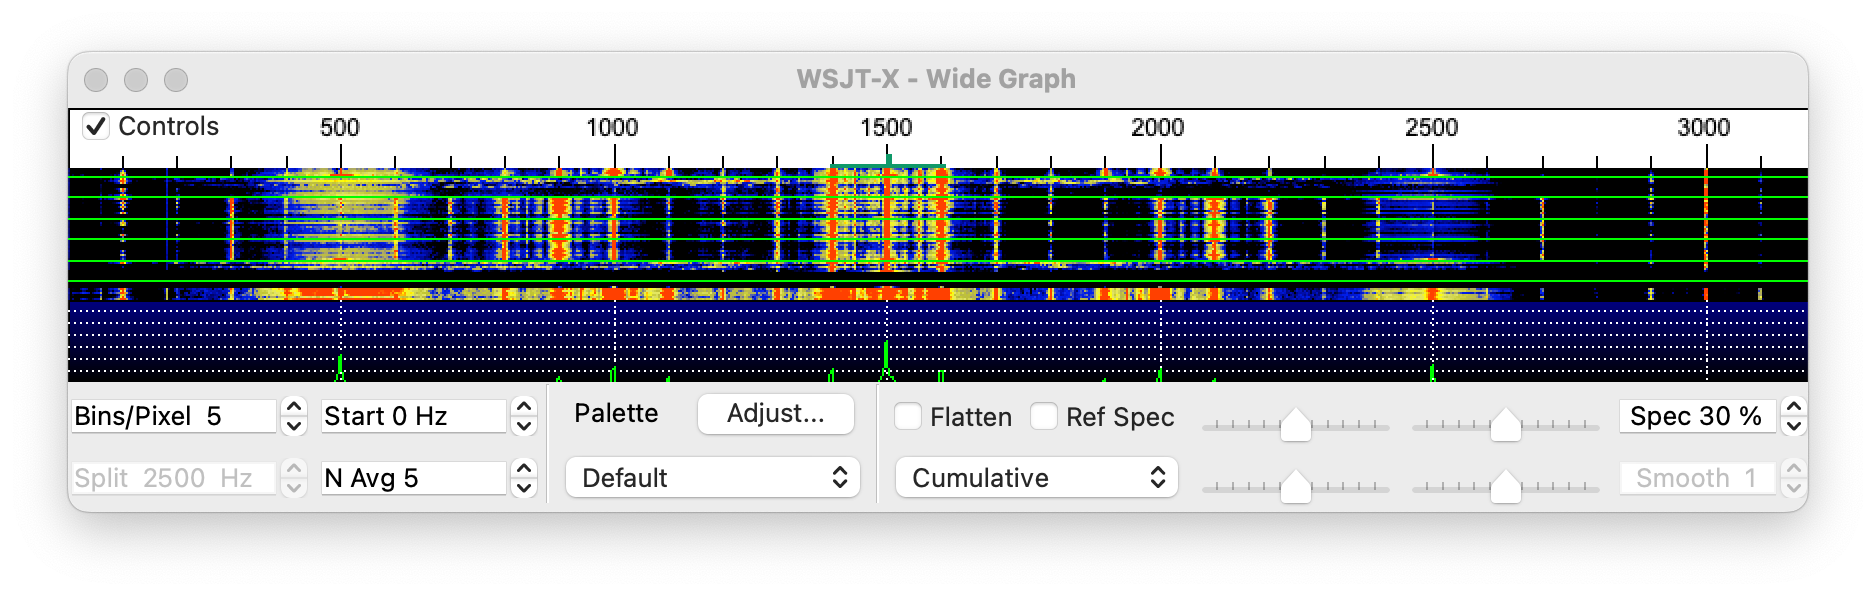 WSJT-X - Wide Graph
Controls 500 1000 1500 2000 2500 3000
Bins/Pixel 5 Start 0 Hz Palette Adjust... Flatten Ref Spec Spec 30 %
Split 2500 Hz N Avg 5 Default Cumulative Smooth 1